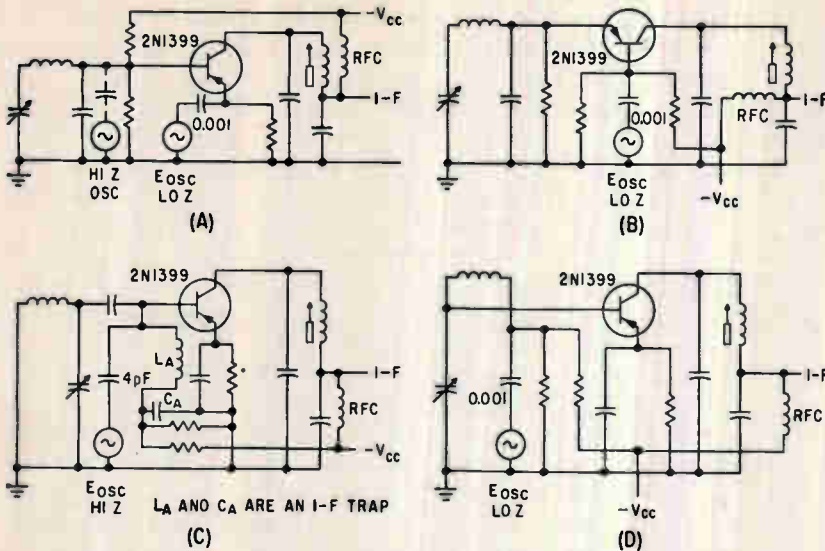 -Vcc
2N1399
RFC
I-F
0.001
HI Z
OSC
EOSC
LO Z
(A)
2N1399
I-F
0.001
RFC
EOSC
LO Z
-Vcc
(B)
2N1399
LA
4pF
CA
I-F
RFC
-Vcc
EOSC
HI Z
LA AND CA ARE AN I-F TRAP
(C)
2N1399
I-F
0.001
RFC
EOSC
LO Z
-Vcc
(D)